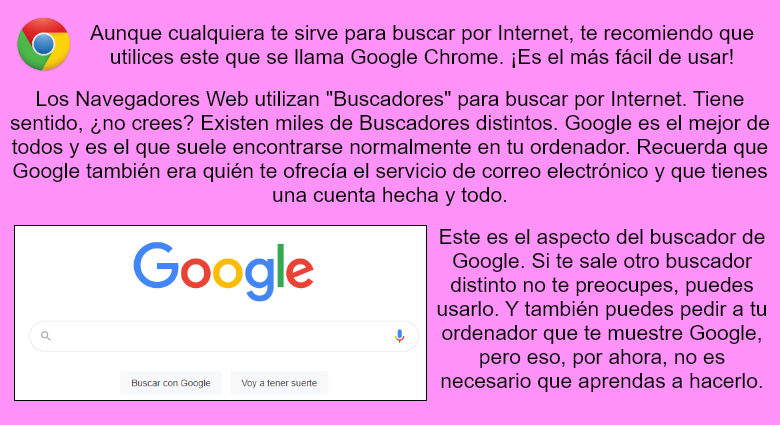 Aunque cualquiera te sirve para buscar por Internet, te recomiendo que
utilices este que se llama Google Chrome. ¡Es el más fácil de usar!
Los Navegadores Web utilizan "Buscadores" para buscar por Internet. Tiene
sentido, ¿no crees? Existen miles de Buscadores distintos. Google es el mejor de
todos y es el que suele encontrarse normalmente en tu ordenador. Recuerda que
Google también era quién te ofrecía el servicio de correo electrónico y que tienes
una cuenta hecha y todo.
Google
Buscar con Google
Voy a tener suerte
Este es el aspecto del buscador de
Google. Si te sale otro buscador
distinto no te preocupes, puedes
usarlo. Y también puedes pedir a tu
ordenador que te muestre Google,
pero eso, por ahora, no es
necesario que aprendas a hacerlo.